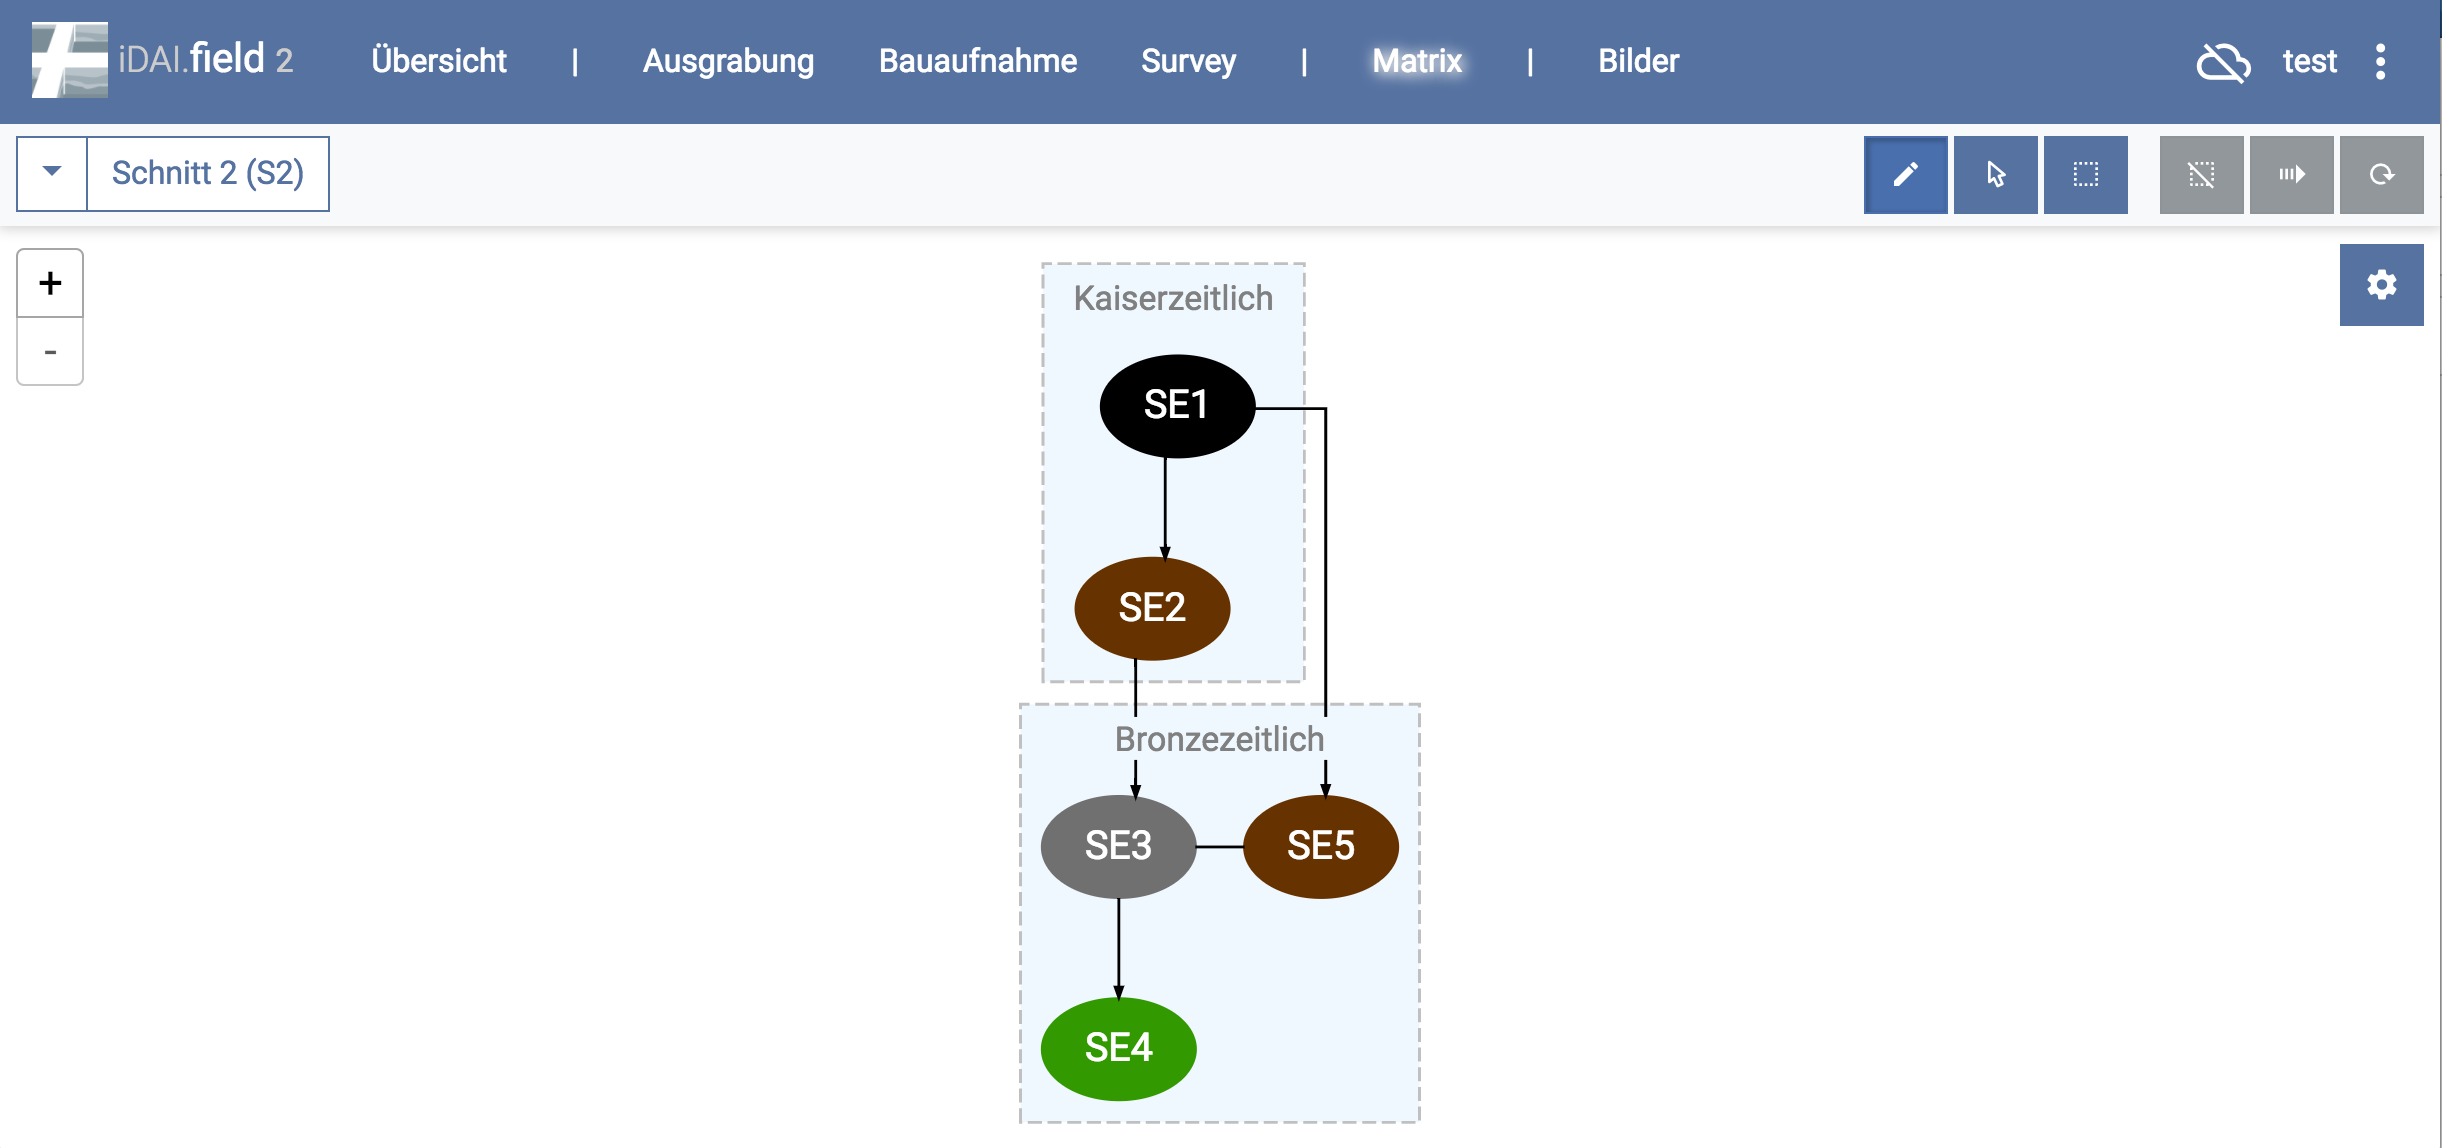 iDAI.field 2 Übersicht | Ausgrabung Bauaufnahme Survey | Matrix | Bilder test
Schnitt 2 (S2)
+
-
Kaiserzeitlich
SE1
SE2
Bronzezeitlich
SE3 SE5
SE4